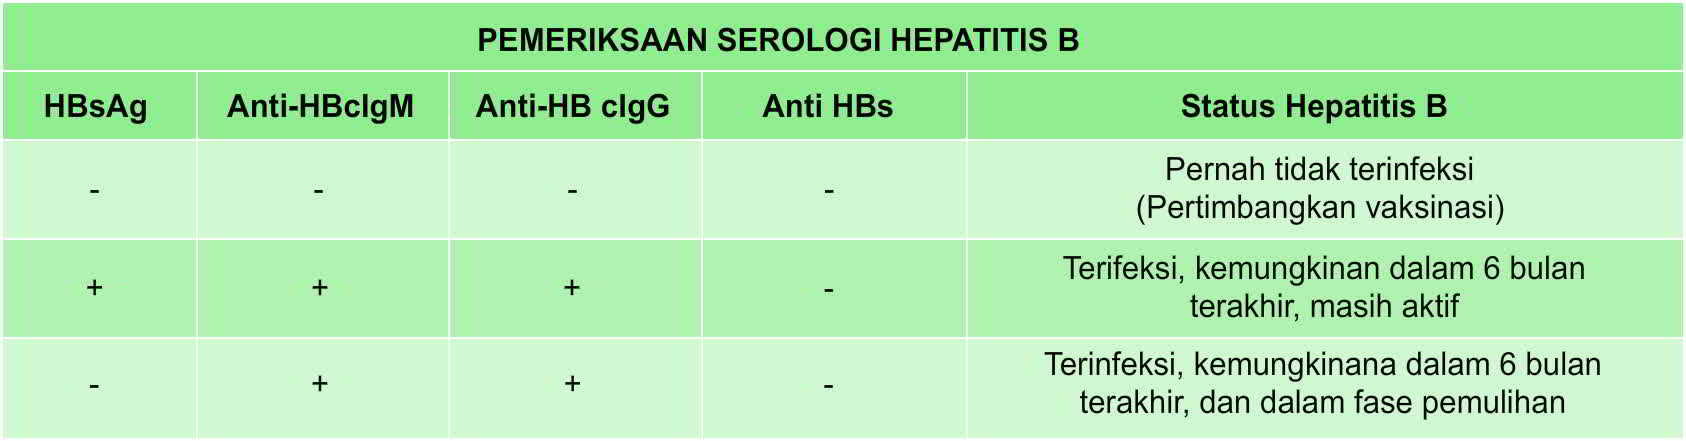 PEMERIKSAAN SEROLOGI HEPATITIS B
HBsAg Anti-HBcIgM Anti-HB cIgG Anti HBs Status Hepatitis B
- - - - Pernah tidak terinfeksi
(Pertimbangkan vaksinasi)
+ + + - Terifeksi, kemungkinan dalam 6 bulan
terakhir, masih aktif
- + + - Terinfeksi, kemungkinana dalam 6 bulan
terakhir, dan dalam fase pemulihan